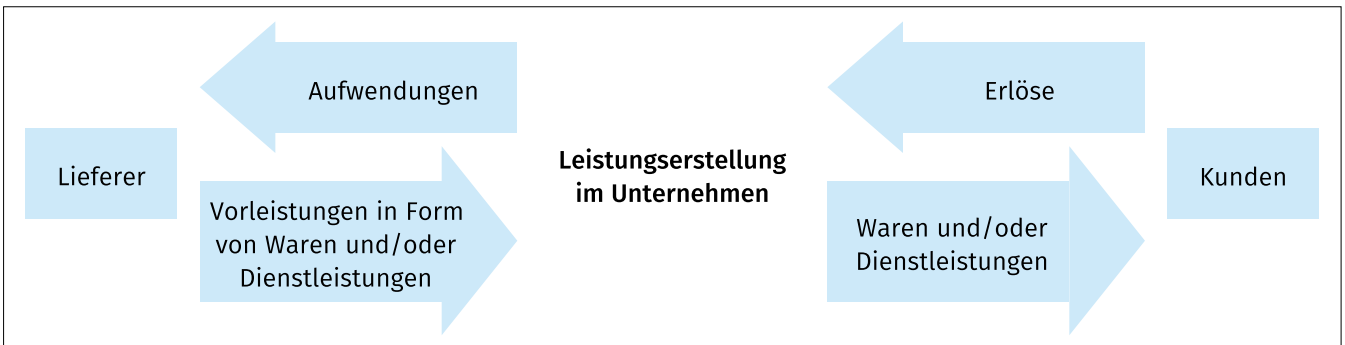 Aufwendungen
Erlöse
Lieferer
Leistungserstellung
im Unternehmen
Kunden
Vorleistungen in Form
von Waren und/oder
Dienstleistungen
Waren und/oder
Dienstleistungen